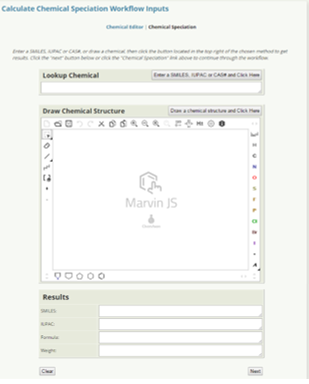 Calculate Chemical Speciation Workflow Inputs
Chemical Editor | Chemical Speciation
Enter a SMILES, IUPAC or CAS#, or draw a chemical, then click the button located in the top right of the chosen method to get
results. Click the "next" button below or click the "Chemical Speciation" link above to continue through the workflow.
Lookup Chemical
Enter a SMILES, IUPAC or CAS# and Click Here
Draw Chemical Structure
Draw a chemical structure and Click Here
H
C
N
O
S
F
P
Cl
Br
I
Marvin JS
Results
SMILES:
IUPAC:
Formula:
Weight:
Clear
Next